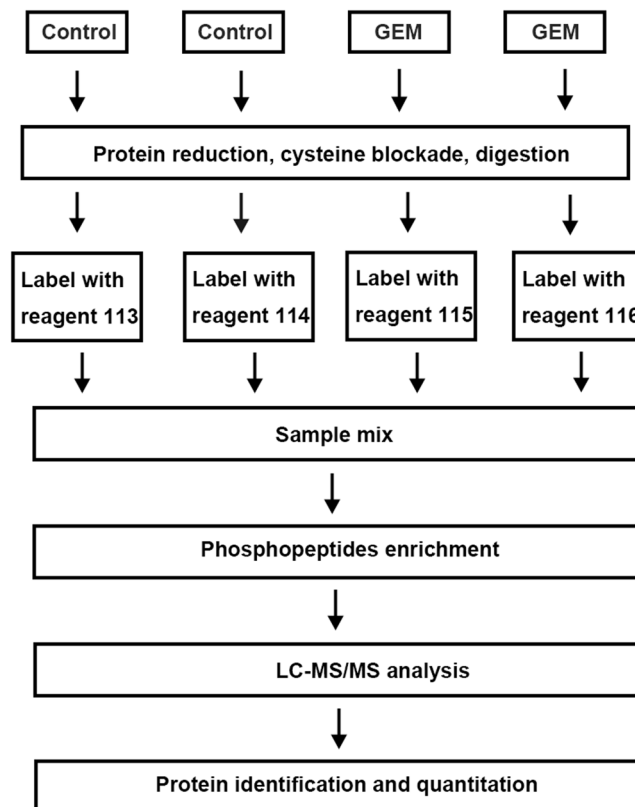 Control Control GEM GEM
Protein reduction, cysteine blockade, digestion
Label with Label with Label with Label with
reagent 113 reagent 114 reagent 115 reagent 116
Sample mix
Phosphopeptides enrichment
LC-MS/MS analysis
Protein identification and quantitation